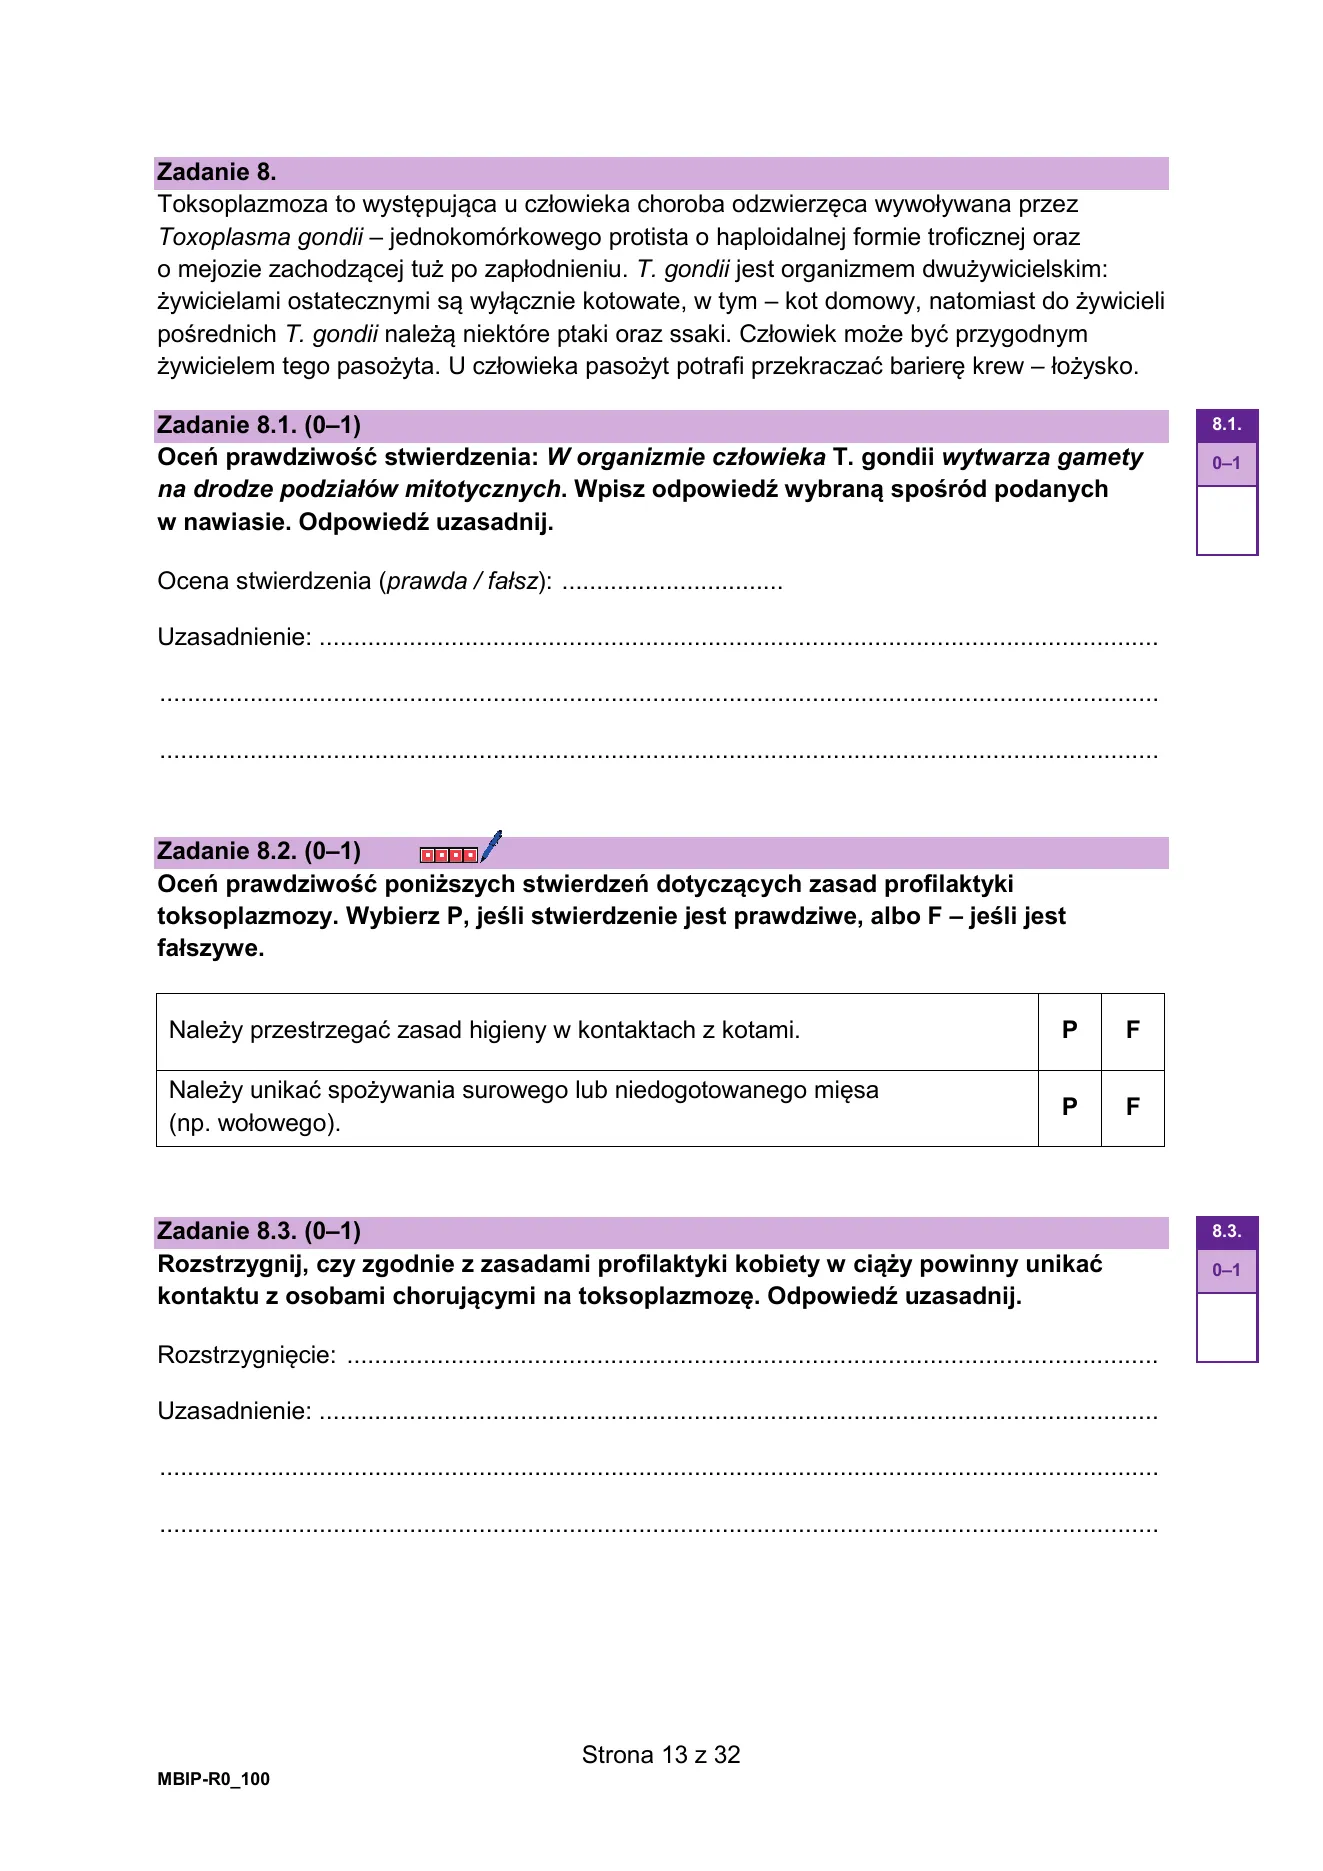 Zadanie 8.
Toksoplazmoza to występująca u człowieka choroba odzwierzęca wywoływana przez
Toxoplasma gondii – jednokomórkowego protista o haploidalnej formie troficznej oraz
o mejozie zachodzącej tuż po zapłodnieniu. T. gondii jest organizmem dwużywicielskim:
żywicielami ostatecznymi są wyłącznie kotowate, w tym – kot domowy, natomiast do żywicieli
pośrednich T. gondii należą niektóre ptaki oraz ssaki. Człowiek może być przygodnym
żywicielem tego pasożyta. U człowieka pasożyt potrafi przekraczać barierę krew – łożysko.
Zadanie 8.1. (0–1)
8.1.
0–1
Oceń prawdziwość stwierdzenia: W organizmie człowieka T. gondii wytwarza gamety
na drodze podziałów mitotycznych. Wpisz odpowiedź wybraną spośród podanych
w nawiasie. Odpowiedź uzasadnij.
Ocena stwierdzenia (prawda / fałsz): ................................
Uzasadnienie: .........................................................................................................................
................................................................................................................................................
................................................................................................................................................
Zadanie 8.2. (0–1)
Oceń prawdziwość poniższych stwierdzeń dotyczących zasad profilaktyki
toksoplazmozy. Wybierz P, jeśli stwierdzenie jest prawdziwe, albo F – jeśli jest
fałszywe.
Należy przestrzegać zasad higieny w kontaktach z kotami. P F
Należy unikać spożywania surowego lub niedogotowanego mięsa
(np. wołowego). P F
Zadanie 8.3. (0–1)
8.3.
0–1
Rozstrzygnij, czy zgodnie z zasadami profilaktyki kobiety w ciąży powinny unikać
kontaktu z osobami chorującymi na toksoplazmozę. Odpowiedź uzasadnij.
Rozstrzygnięcie: .....................................................................................................................
Uzasadnienie: .........................................................................................................................
................................................................................................................................................
................................................................................................................................................
Strona 13 z 32
MBIP-R0_100